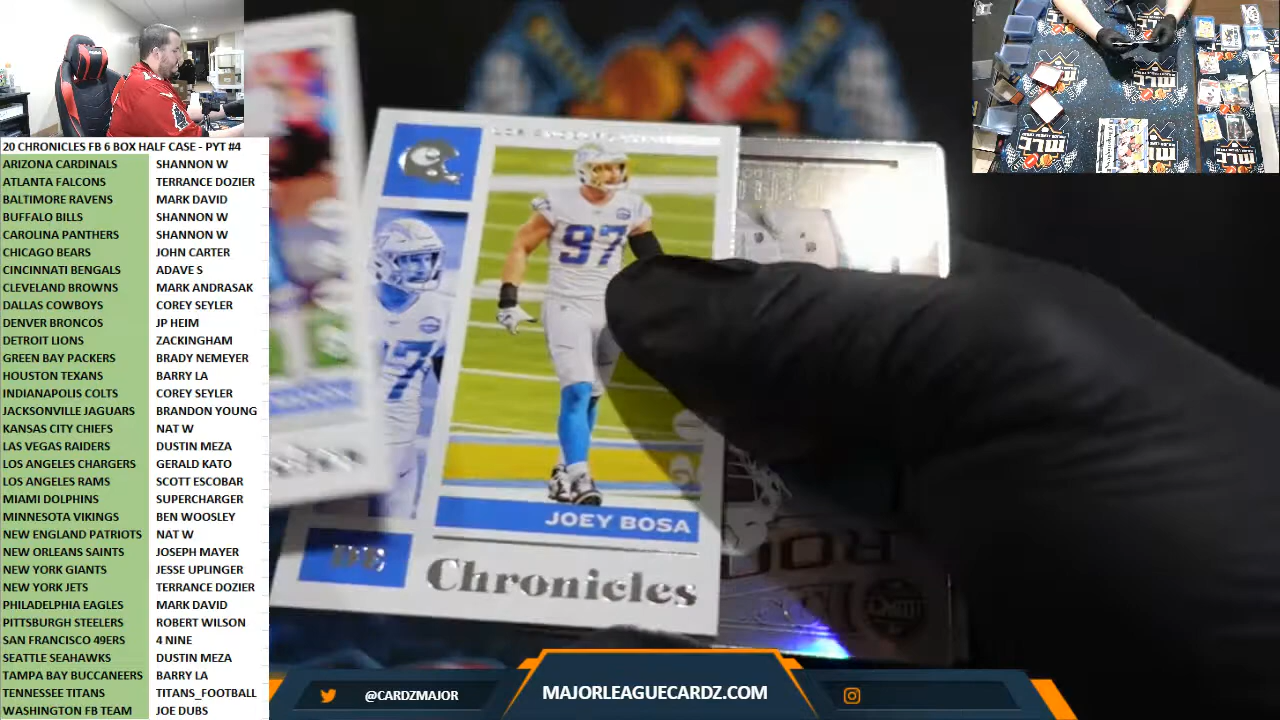 20 CHRONICLES FB 6 BOX HALF CASE - PYT #4
ARIZONA CARDINALS SHANNON W
ATLANTA FALCONS TERRANCE DOZIER
BALTIMORE RAVENS MARK DAVID
BUFFALO BILLS SHANNON W
CAROLINA PANTHERS SHANNON W
CHICAGO BEARS JOHN CARTER
CINCINNATI BENGALS ADAVE S
CLEVELAND BROWNS MARK ANDRASAK
DALLAS COWBOYS COREY SEYLER
DENVER BRONCOS JP HEIM
DETROIT LIONS ZACKINGHAM
GREEN BAY PACKERS BRADY NEMEYER
HOUSTON TEXANS BARRY LA
INDIANAPOLIS COLTS COREY SEYLER
JACKSONVILLE JAGUARS BRANDON YOUNG
KANSAS CITY CHIEFS NAT W
LAS VEGAS RAIDERS DUSTIN MEZA
LOS ANGELES CHARGERS GERALD KATO
LOS ANGELES RAMS SCOTT ESCOBAR
MIAMI DOLPHINS SUPERCHARGER
MINNESOTA VIKINGS BEN WOOSLEY
NEW ENGLAND PATRIOTS NAT W
NEW ORLEANS SAINTS JOSEPH MAYER
NEW YORK GIANTS JESSE UPLINGER
NEW YORK JETS TERRANCE DOZIER
PHILADELPHIA EAGLES MARK DAVID
PITTSBURGH STEELERS ROBERT WILSON
SAN FRANCISCO 49ERS 4 NINE
SEATTLE SEAHAWKS DUSTIN MEZA
TAMPA BAY BUCCANEERS BARRY LA
TENNESSEE TITANS TITANS_FOOTBALL
WASHINGTON FB TEAM JOE DUBS
97
JOEY BOSA
DE
Chronicles
@CARDZMAJOR
MAJORLEAGUECARDZ.COM